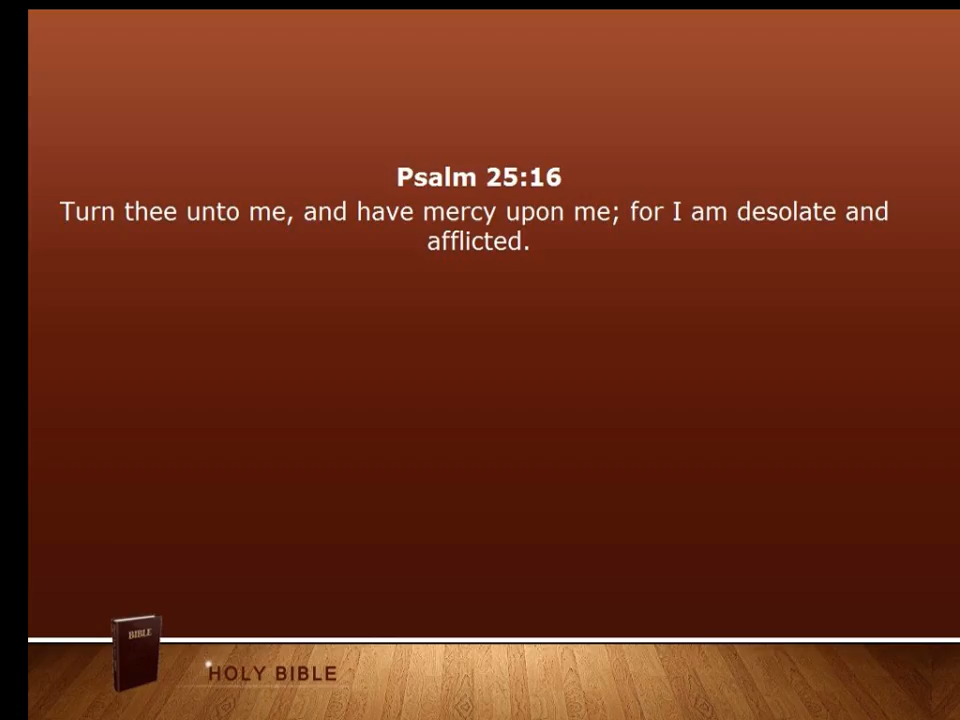 Psalm 25:16
Turn thee unto me, and have mercy upon me; for I am desolate and
afflicted.
BIBLE
HOLY BIBLE